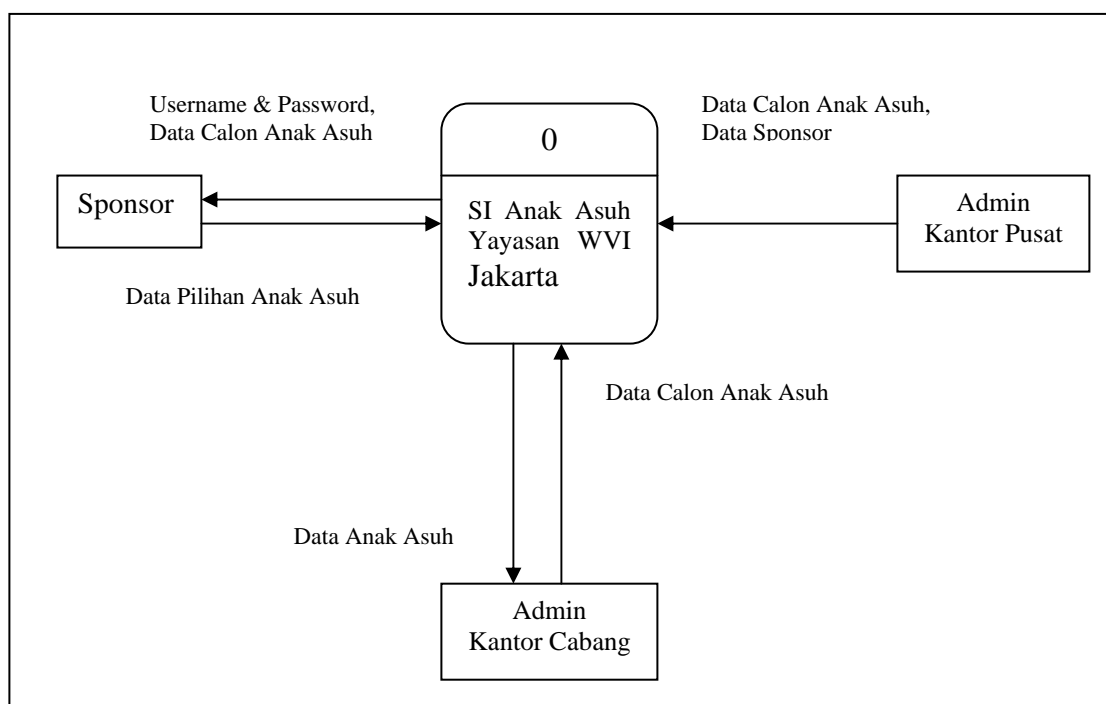 Username & Password,
Data Calon Anak Asuh
Data Calon Anak Asuh,
Data Sponsor
0
Sponsor
SI Anak Asuh
Yayasan WVI
Jakarta
Admin
Kantor Pusat
Data Pilihan Anak Asuh
Data Calon Anak Asuh
Data Anak Asuh
Admin
Kantor Cabang